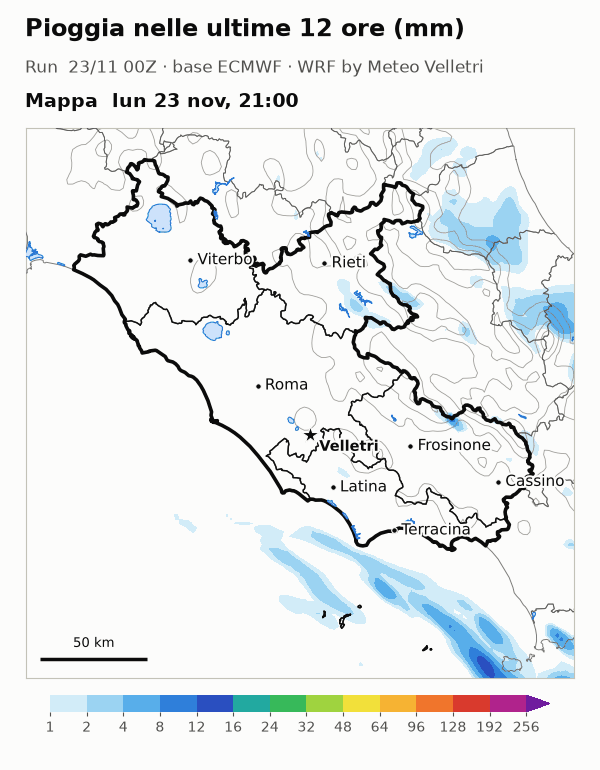 Pioggia nelle ultime 12 ore (mm)
Run  23/11 00Z · base ECMWF · WRF by Meteo Velletri
Mappa  lun 23 nov, 21:00
Viterbo
Rieti
Roma
Velletri
Frosinone
Cassino
Latina
Terracina
50 km
1 2 4 8 12 16 24 32 48 64 96 128 192 256